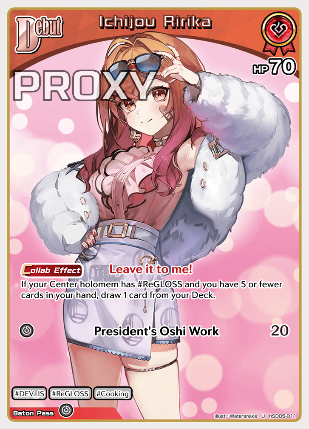 Debut
Ichijou Ririka
HP 70
PROXY
Collab Effect
Leave it to me!
If your Center holomem has #ReGLOSS and you have 5 or fewer
cards in your hand, draw 1 card from your Deck.
President's Oshi Work 20
#DEV_IS #ReGLOSS #Cooking
Baton Pass